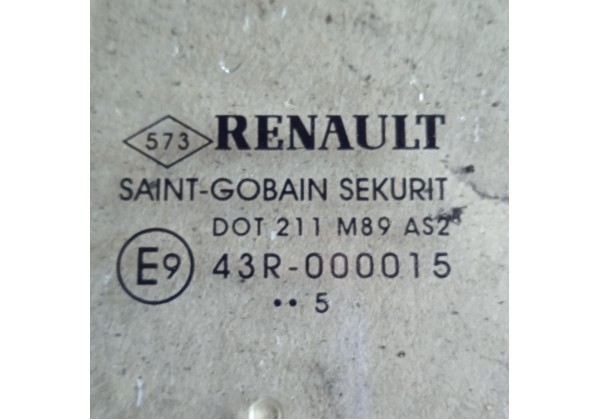 573 RENAULT
SAINT-GOBAIN SEKURIT
DOT 211 M89 AS2
E9 43R-000015
•• 5